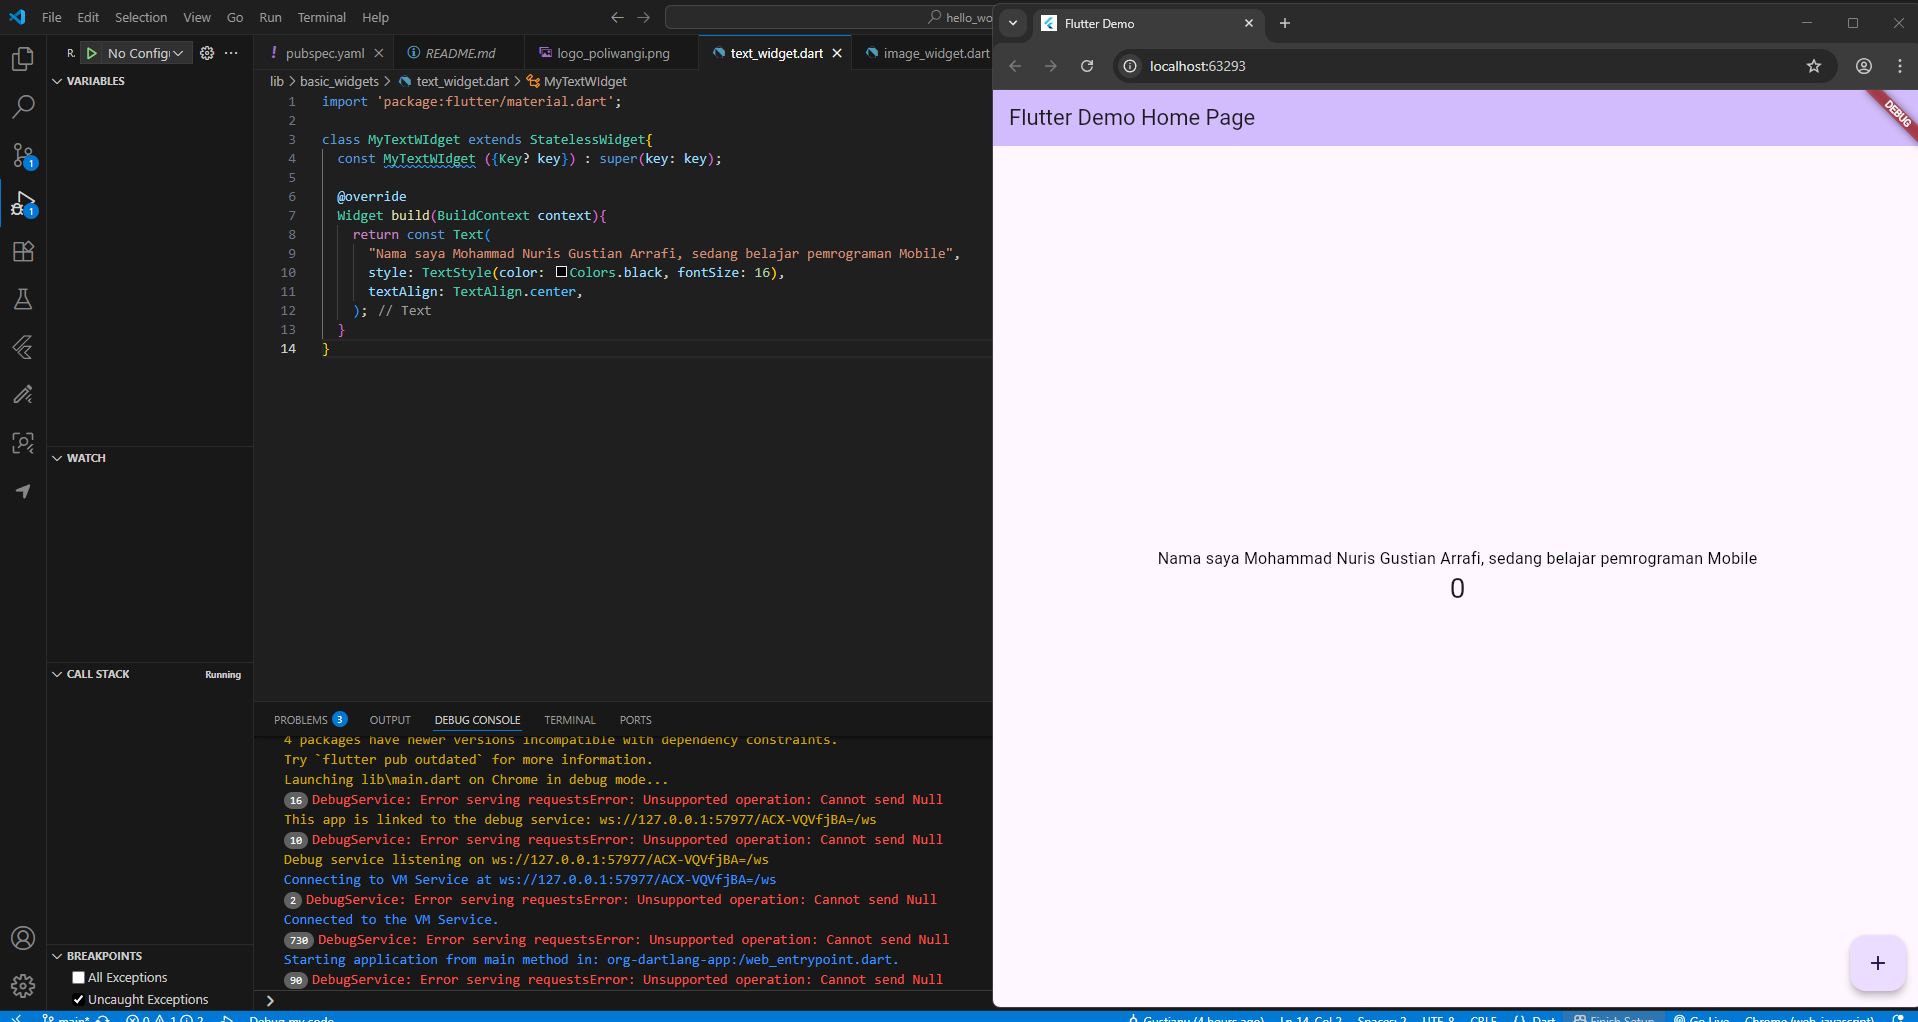 File Edit Selection View Go Run Terminal Help
hello_wo
R. No Config
pubspec.yaml
README.md
logo_poliwangi.png
text_widget.dart
image_widget.dart
VARIABLES
lib > basic_widgets > text_widget.dart > MyTextWIdget
1 import 'package:flutter/material.dart';
2
3 class MyTextWIdget extends StatelessWidget{
4 const MyTextWIdget ({Key? key}) : super(key: key);
5
6 @override
7 Widget build(BuildContext context){
8 return const Text(
9 "Nama saya Mohammad Nuris Gustian Arrafi, sedang belajar pemrograman Mobile",
10 style: TextStyle(color: Colors.black, fontSize: 16),
11 textAlign: TextAlign.center,
12 ); // Text
13 }
14 }
1
1
WATCH
CALL STACK
Running
BREAKPOINTS
All Exceptions
Uncaught Exceptions
PROBLEMS 3 OUTPUT DEBUG CONSOLE TERMINAL PORTS
4 packages have newer versions incompatible with dependency constraints.
Try `flutter pub outdated` for more information.
Launching lib\main.dart on Chrome in debug mode...
16 DebugService: Error serving requestsError: Unsupported operation: Cannot send Null
This app is linked to the debug service: ws://127.0.0.1:57977/ACX-VQVfjBA=/ws
10 DebugService: Error serving requestsError: Unsupported operation: Cannot send Null
Debug service listening on ws://127.0.0.1:57977/ACX-VQVfjBA=/ws
Connecting to VM Service at ws://127.0.0.1:57977/ACX-VQVfjBA=/ws
2 DebugService: Error serving requestsError: Unsupported operation: Cannot send Null
Connected to the VM Service.
730 DebugService: Error serving requestsError: Unsupported operation: Cannot send Null
Starting application from main method in: org-dartlang-app:/web_entrypoint.dart.
90 DebugService: Error serving requestsError: Unsupported operation: Cannot send Null
Flutter Demo
localhost:63293
Flutter Demo Home Page
DEBUG
Nama saya Mohammad Nuris Gustian Arrafi, sedang belajar pemrograman Mobile
0
main* 0 1 2 Debug my code
Gustianu (4 hours ago) Ln 14, Col 2 Spaces: 2 UTF-8 CRLF {} Dart Finish Setup Go Live Chrome (web-javascript)